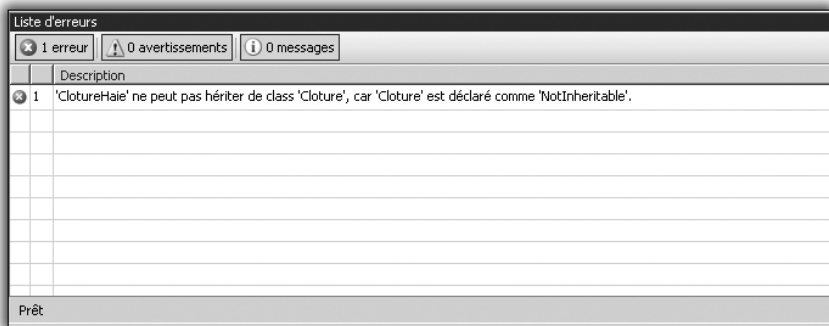 Liste d'erreurs
1 erreur 0 avertissements i 0 messages
Description
1 'ClotureHaie' ne peut pas hériter de class 'Cloture', car 'Cloture' est déclaré comme 'NotInheritable'.
Prêt